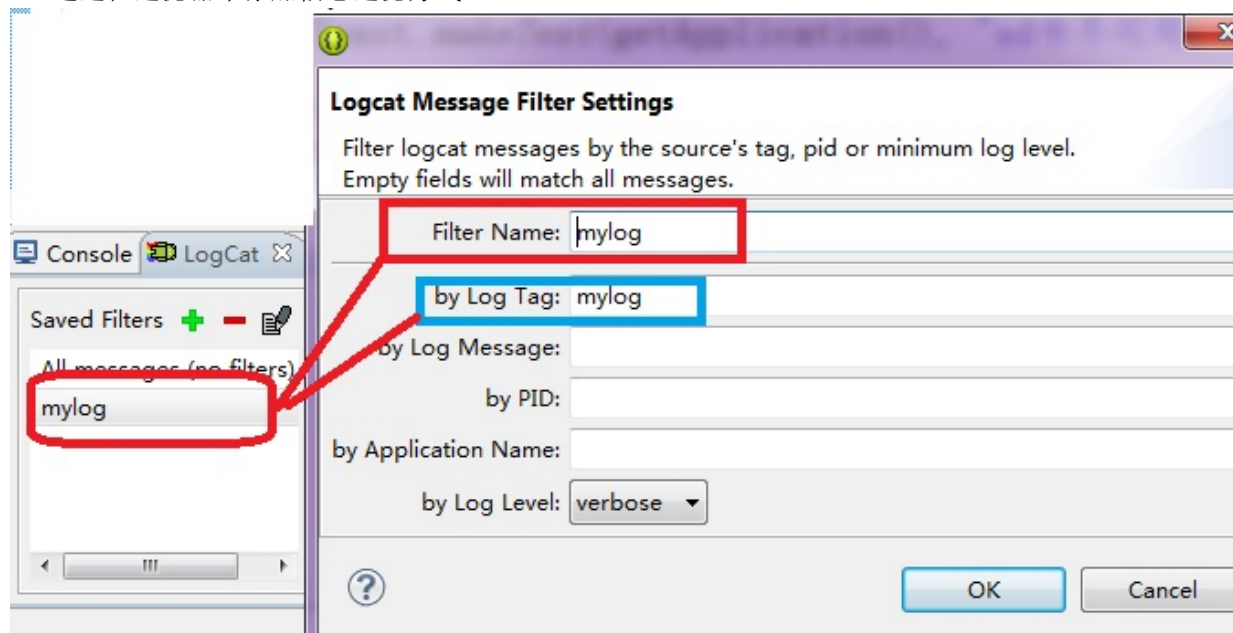 Logcat Message Filter Settings
Filter logcat messages by the source's tag, pid or minimum log level.
Empty fields will match all messages.
Filter Name: mylog
Console LogCat
by Log Tag: mylog
Saved Filters
by Log Message:
All messages (no filters)
mylog
by PID:
by Application Name:
by Log Level: verbose
OK Cancel